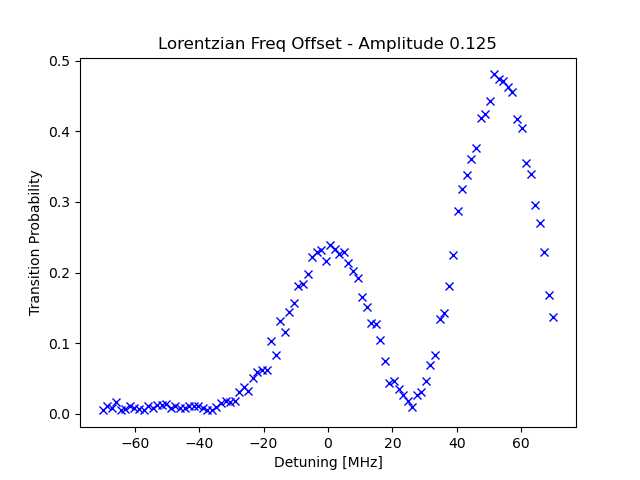 Lorentzian Freq Offset - Amplitude 0.125
0.5
0.4
0.3
0.2
0.1
0.0
Transition Probability
−60 −40 −20 0 20 40 60
Detuning [MHz]